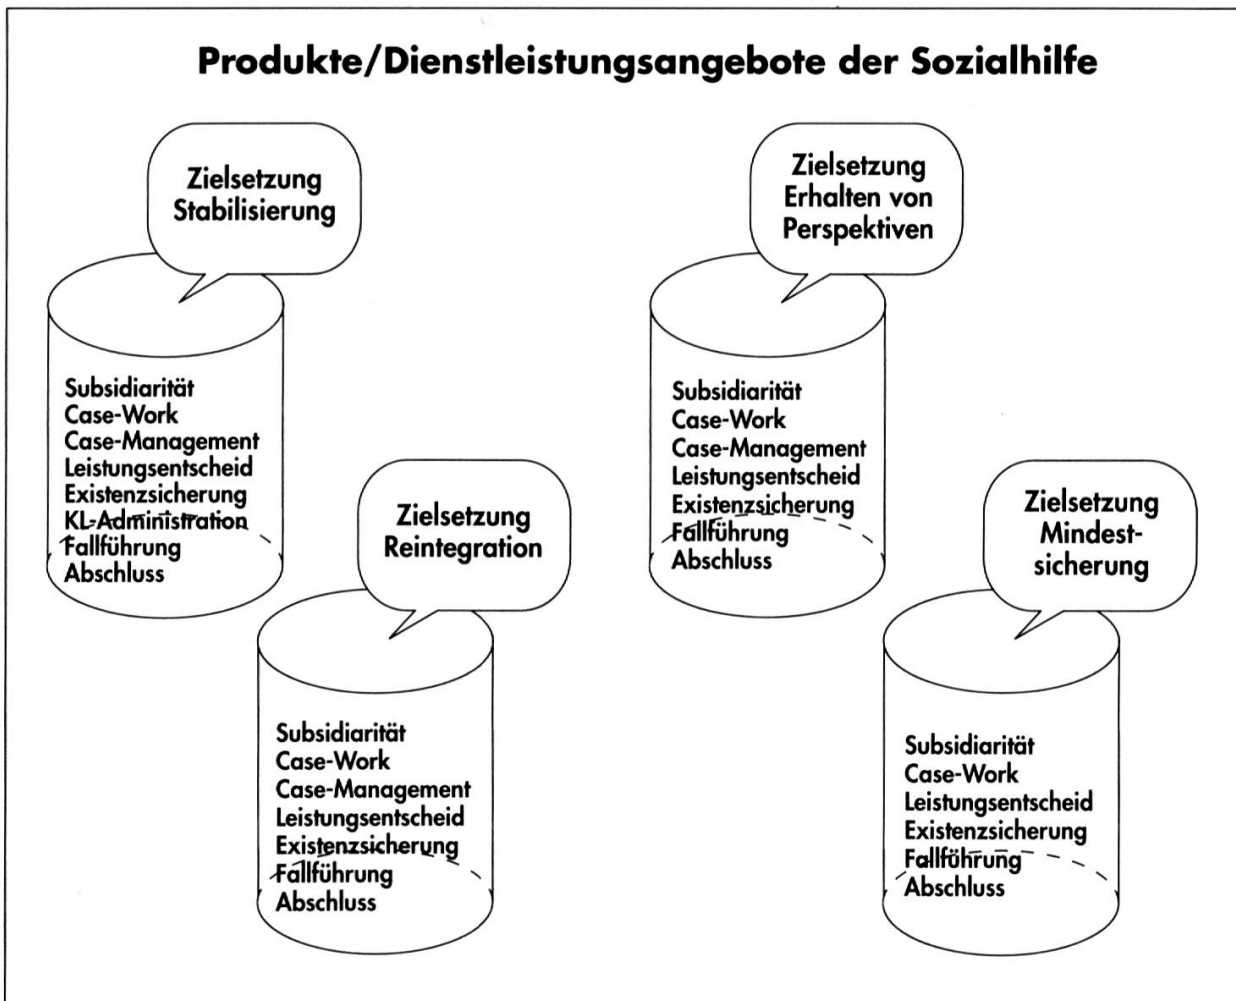 Produkte/Dienstleistungsangebote der Sozialhilfe
Zielsetzung
Stabilisierung
Subsidiarität
Case-Work
Case-Management
Leistungsentscheid
Existenzsicherung
KL-Administration
Fallführung
Abschluss
Zielsetzung
Reintegration
Subsidiarität
Case-Work
Case-Management
Leistungsentscheid
Existenzsicherung
Fallführung
Abschluss
Zielsetzung
Erhalten von
Perspektiven
Subsidiarität
Case-Work
Case-Management
Leistungsentscheid
Existenzsicherung
Fallführung
Abschluss
Zielsetzung
Mindest-
sicherung
Subsidiarität
Case-Work
Leistungsentscheid
Existenzsicherung
Fallführung
Abschluss